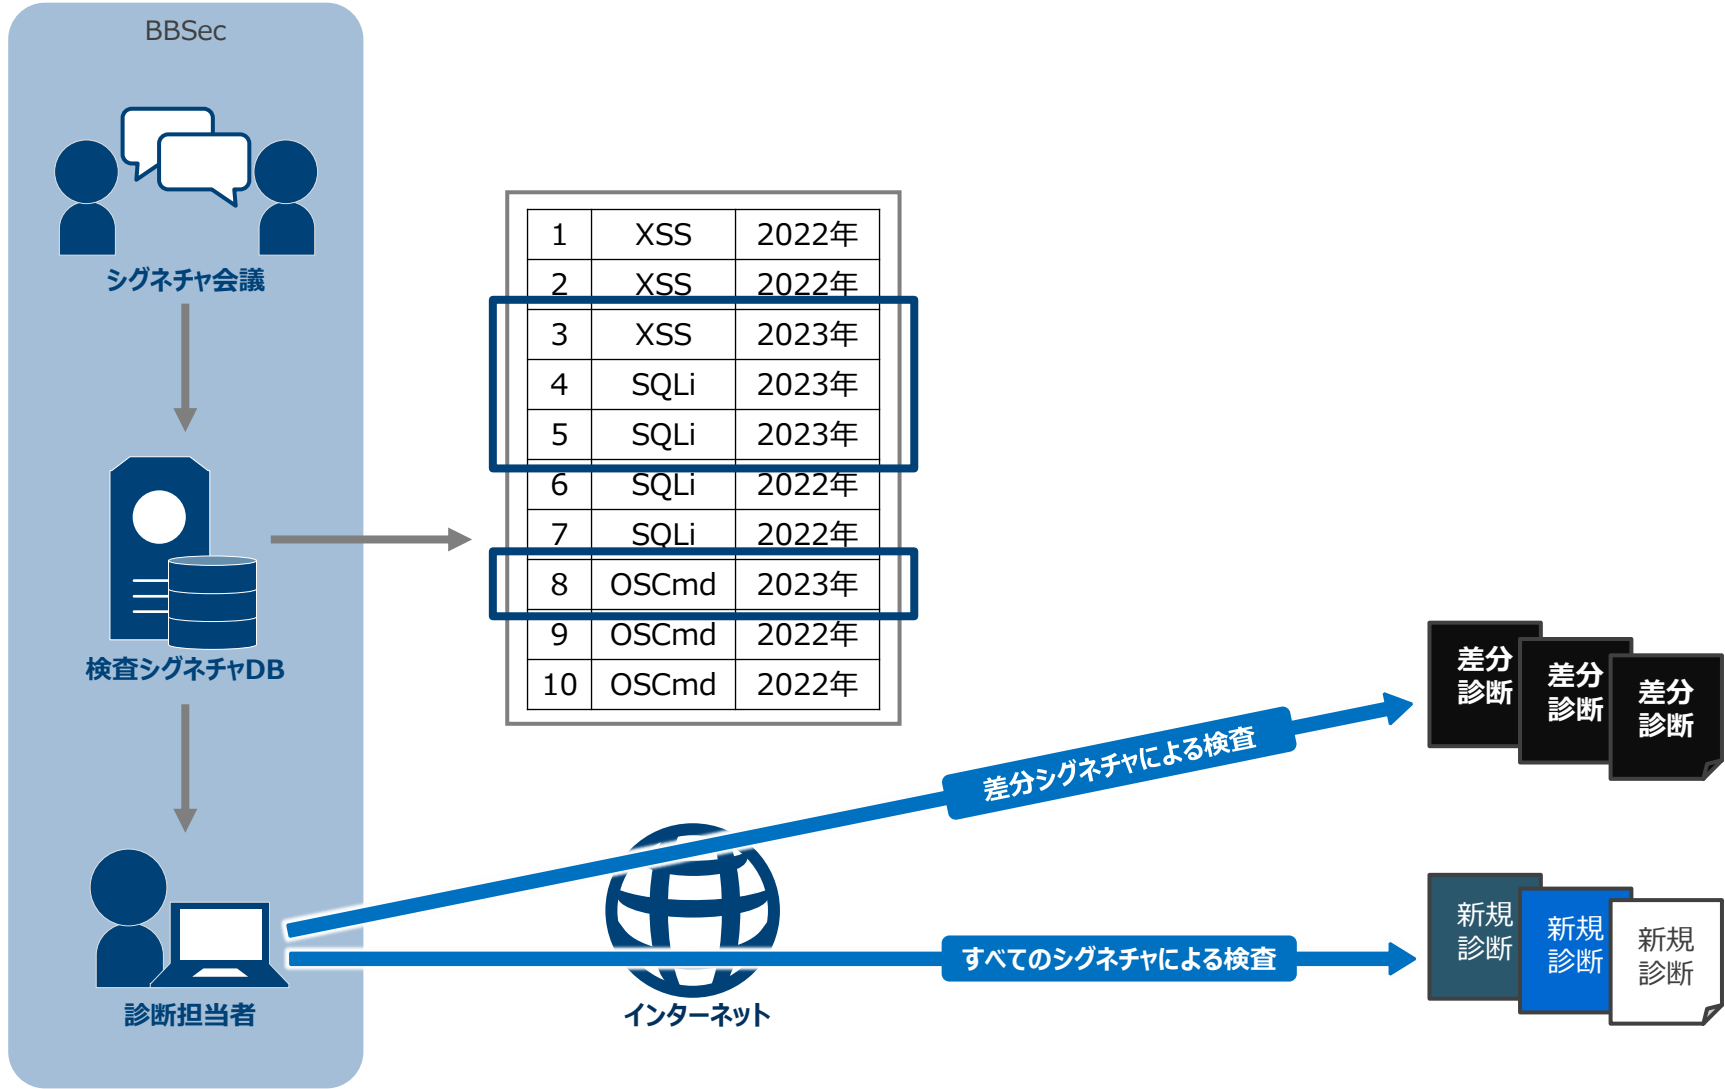 BBSec
シグネチャ会議
検査シグネチャDB
診断担当者
1 XSS 2022年
2 XSS 2022年
3 XSS 2023年
4 SQLi 2023年
5 SQLi 2023年
6 SQLi 2022年
7 SQLi 2022年
8 OSCmd 2023年
9 OSCmd 2022年
10 OSCmd 2022年
差分シグネチャによる検査
すべてのシグネチャによる検査
インターネット
差分
診断
差分
診断
差分
診断
新規
診断
新規
診断
新規
診断